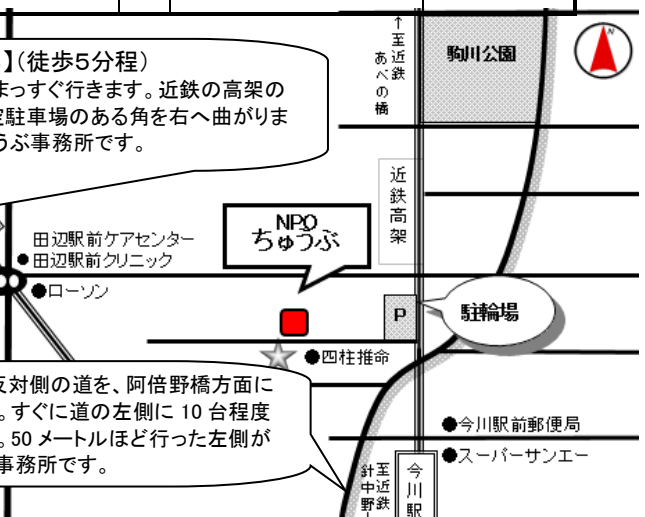 】(徒歩5分程)
まっすぐ行きます。近鉄の高架の
駐車場のある角を右へ曲がりま
うぶ事務所です。
↑至近鉄
あべの橋
駒川公園
N
近鉄高架
NPO
ちゅうぶ
田辺駅前ケアセンター
●田辺駅前クリニック
●ローソン
P
駐輪場
●四柱推命
反対側の道を、阿倍野橋方面に
。すぐに道の左側に 10 台程度
。50 メートルほど行った左側が
事務所です。
●今川駅前郵便局
●スーパーサンエー
至近鉄
針中野
今川駅